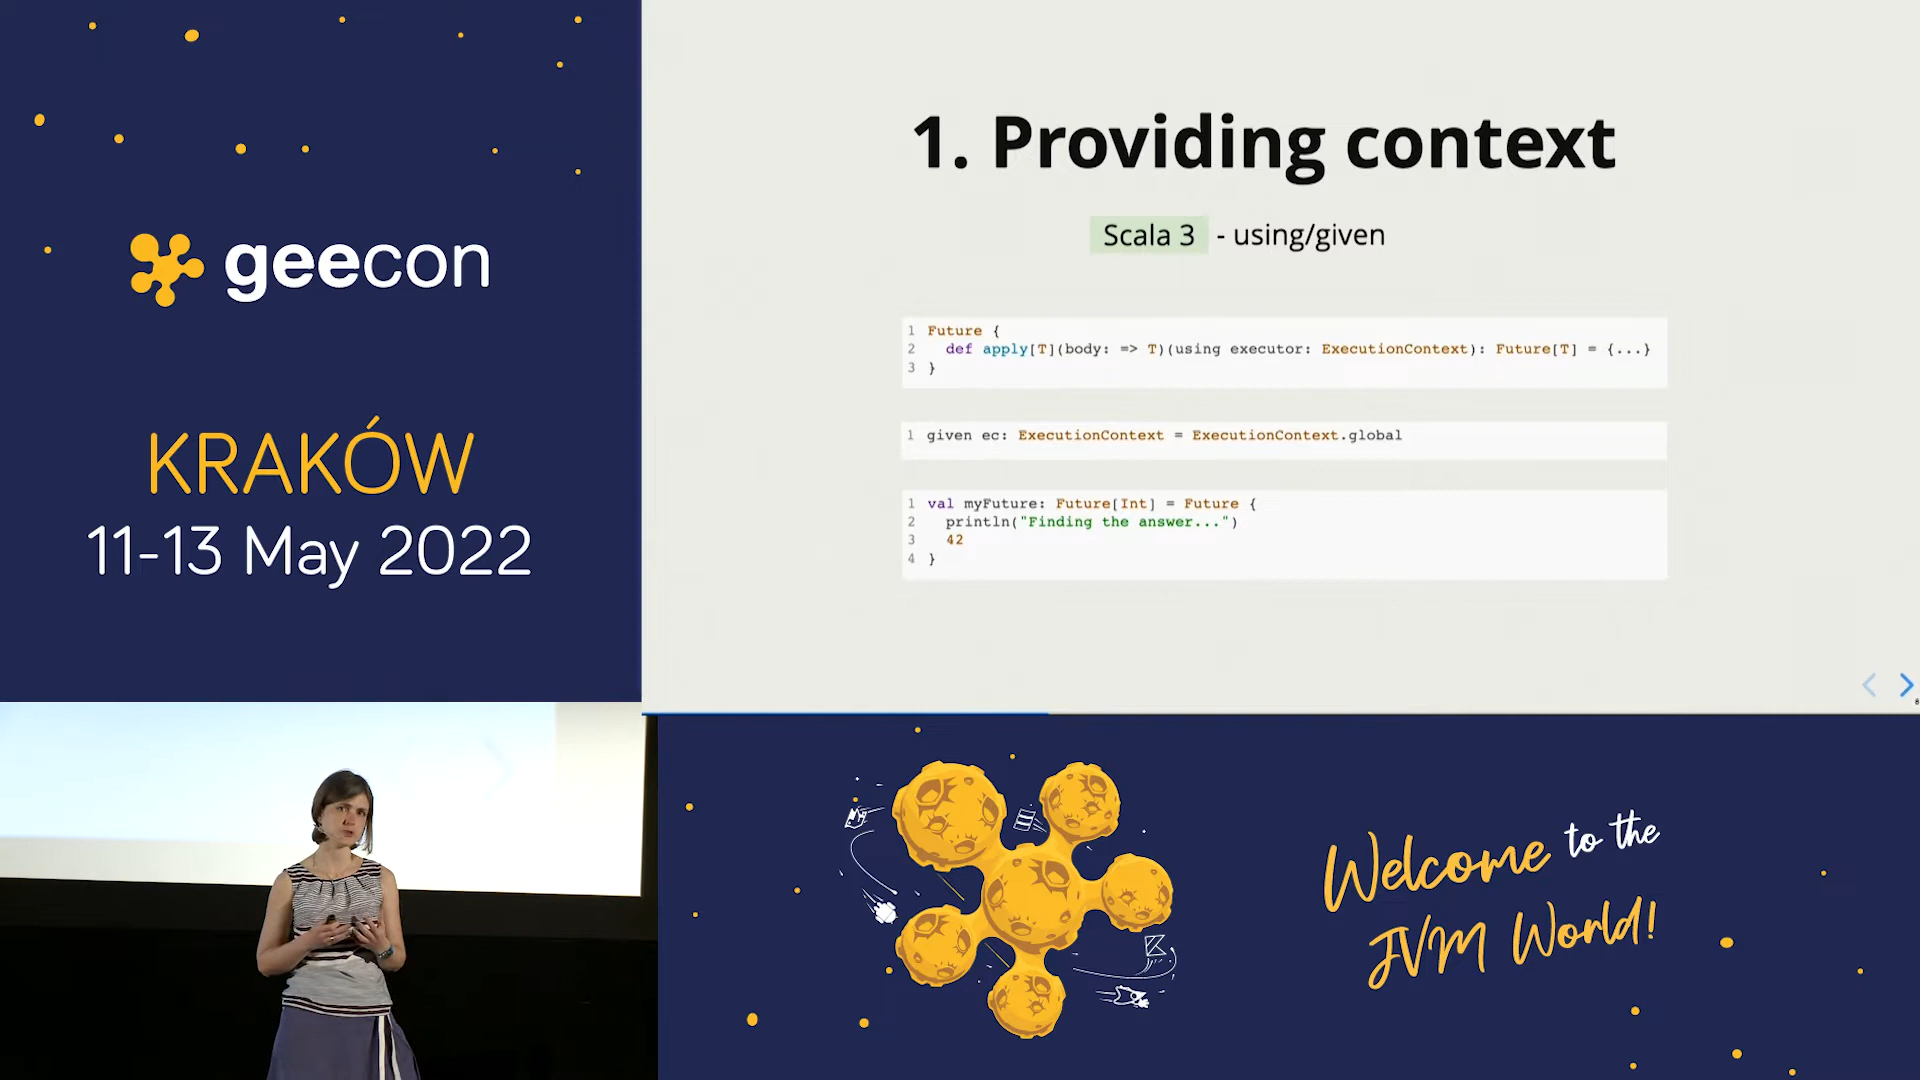 geecon
KRAKÓW
11-13 May 2022
1. Providing context
Scala 3 - using/given
1 Future {
2 def apply[T](body: => T)(using executor: ExecutionContext): Future[T] = {...}
3 }
1 given ec: ExecutionContext = ExecutionContext.global
1 val myFuture: Future[Int] = Future {
2 println("Finding the answer...")
3 42
4 }
Welcome to the
JVM World!